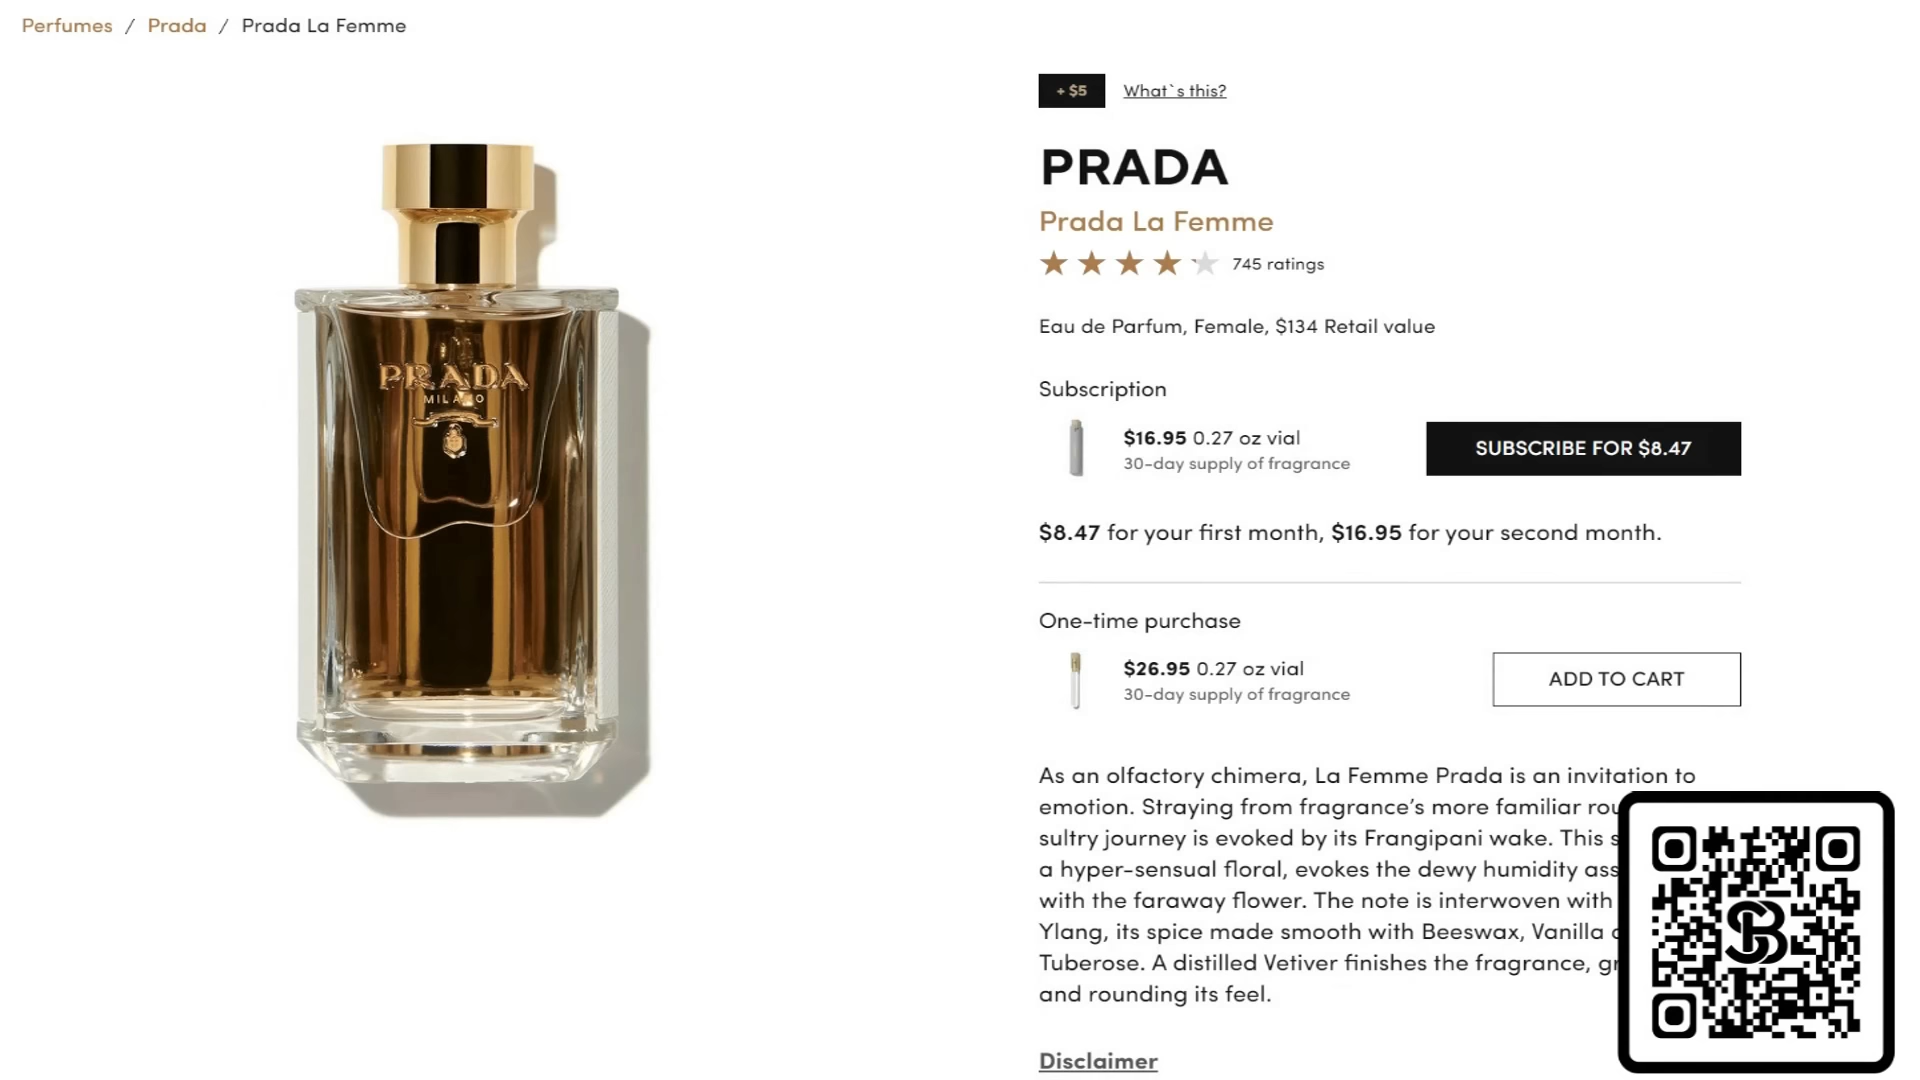 Perfumes / Prada / Prada La Femme
+ $5 What`s this?
PRADA
Prada La Femme
745 ratings
Eau de Parfum, Female, $134 Retail value
Subscription
$16.95 0.27 oz vial
30-day supply of fragrance
SUBSCRIBE FOR $8.47
$8.47 for your first month, $16.95 for your second month.
One-time purchase
$26.95 0.27 oz vial
30-day supply of fragrance
ADD TO CART
As an olfactory chimera, La Femme Prada is an invitation to
emotion. Straying from fragrance’s more familiar
sultry journey is evoked by its Frangipani wake. This
a hyper-sensual floral, evokes the dewy humidity
with the faraway flower. The note is interwoven with
Ylang, its spice made smooth with Beeswax, Vanilla
Tuberose. A distilled Vetiver finishes the fragrance,
and rounding its feel.
Disclaimer
PRADA
MILANO